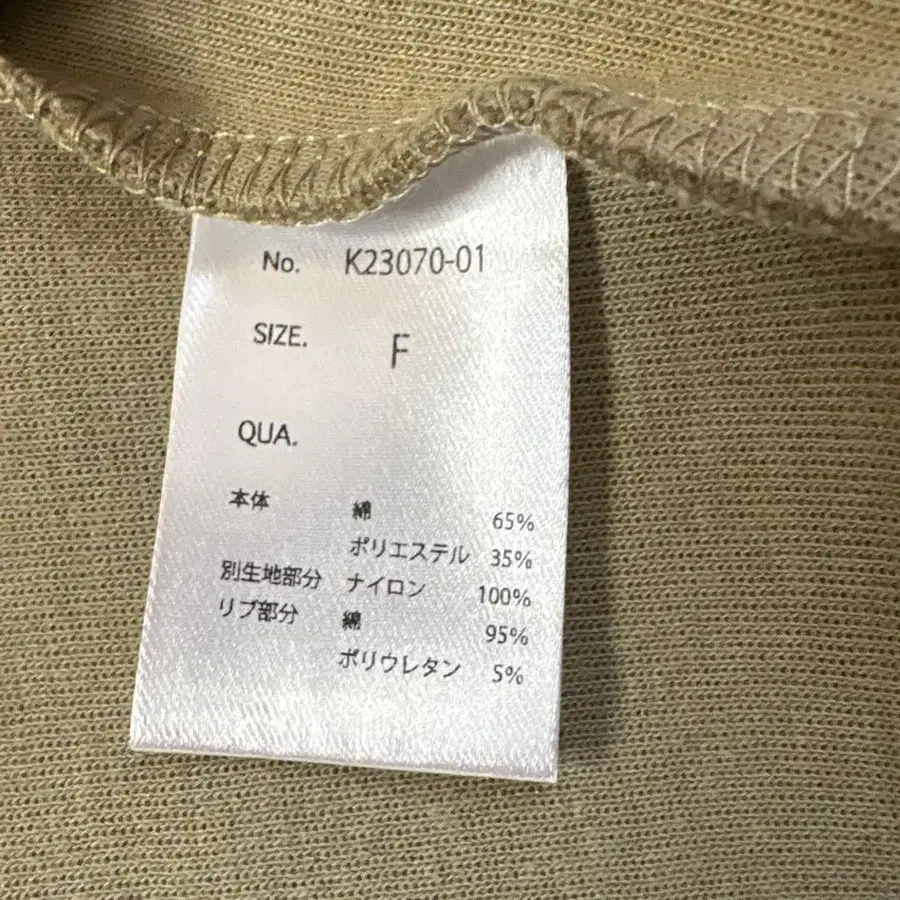 No. K23070-01
SIZE. F
QUA.
本体 綿 65%
ポリエステル 35%
別生地部分 ナイロン 100%
リブ部分 綿 95%
ポリウレタン 5%